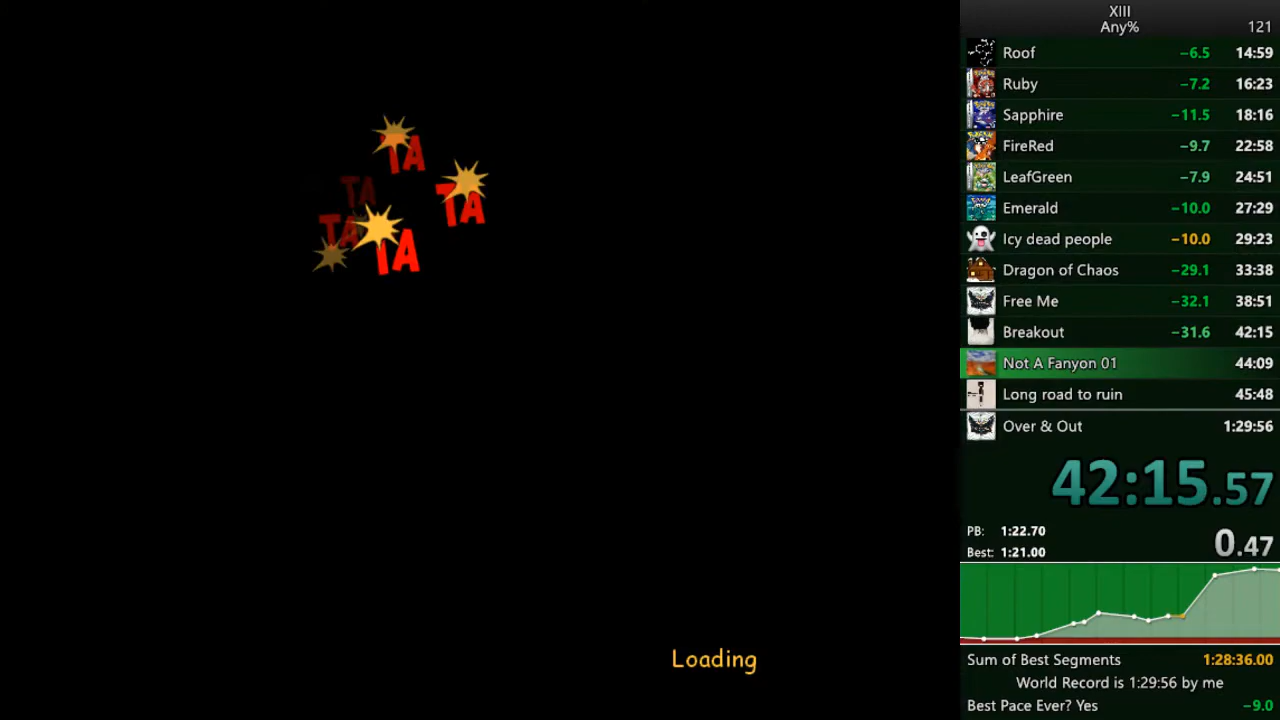 TA
TA
TA
TA
TA
Loading
XIII
Any%
121
Roof −6.5 14:59
Ruby −7.2 16:23
Sapphire −11.5 18:16
FireRed −9.7 22:58
LeafGreen −7.9 24:51
Emerald −10.0 27:29
Icy dead people −10.0 29:23
Dragon of Chaos −29.1 33:38
Free Me −32.1 38:51
Breakout −31.6 42:15
Not A Fanyon 01 44:09
Long road to ruin 45:48
Over & Out 1:29:56
42:15.57
PB: 1:22.70
Best: 1:21.00
0.47
Sum of Best Segments 1:28:36.00
World Record is 1:29:56 by me
Best Pace Ever? Yes −9.0